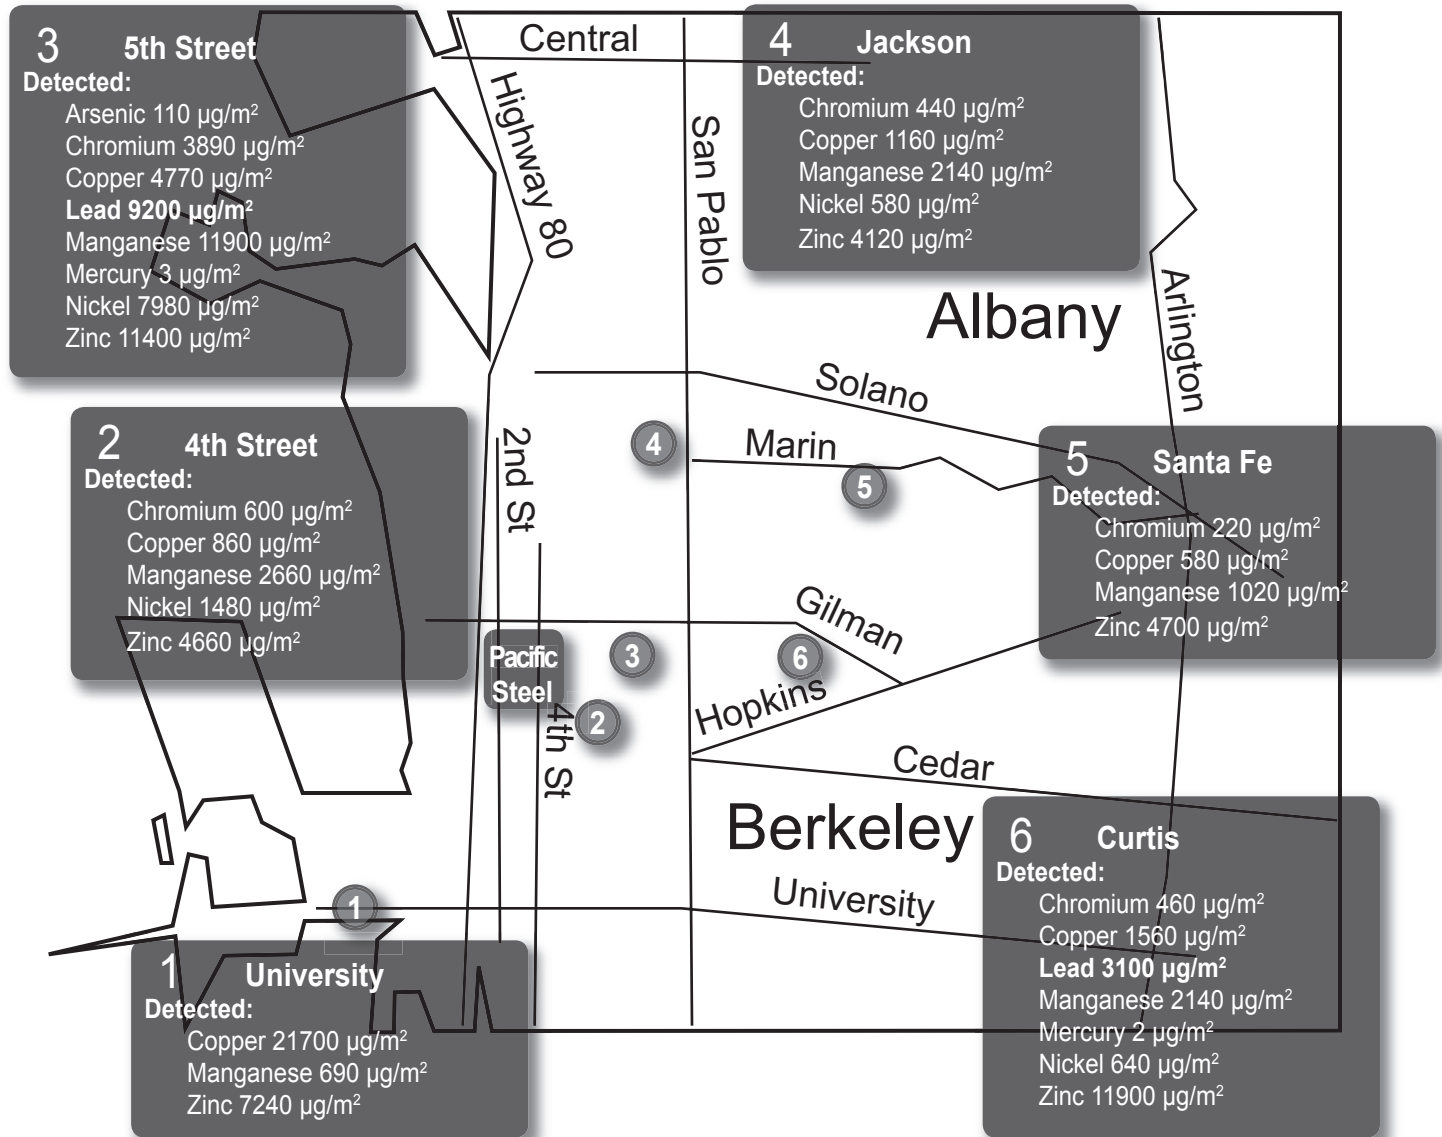 3 5th Street
Detected:
Arsenic 110 µg/m²
Chromium 3890 µg/m²
Copper 4770 µg/m²
Lead 9200 µg/m²
Manganese 11900 µg/m²
Mercury 3 µg/m²
Nickel 7980 µg/m²
Zinc 11400 µg/m²
Central
Highway 80
San Pablo
4 Jackson
Detected:
Chromium 440 µg/m²
Copper 1160 µg/m²
Manganese 2140 µg/m²
Nickel 580 µg/m²
Zinc 4120 µg/m²
Albany
Arlington
Solano
Marin
2nd St
4
5
2 4th Street
Detected:
Chromium 600 µg/m²
Copper 860 µg/m²
Manganese 2660 µg/m²
Nickel 1480 µg/m²
Zinc 4660 µg/m²
5 Santa Fe
Detected:
Chromium 220 µg/m²
Copper 580 µg/m²
Manganese 1020 µg/m²
Zinc 4700 µg/m²
Gilman
Pacific
Steel
3
6
2
4th St
Hopkins
Cedar
Berkeley
University
1
1 University
Detected:
Copper 21700 µg/m²
Manganese 690 µg/m²
Zinc 7240 µg/m²
6 Curtis
Detected:
Chromium 460 µg/m²
Copper 1560 µg/m²
Lead 3100 µg/m²
Manganese 2140 µg/m²
Mercury 2 µg/m²
Nickel 640 µg/m²
Zinc 11900 µg/m²